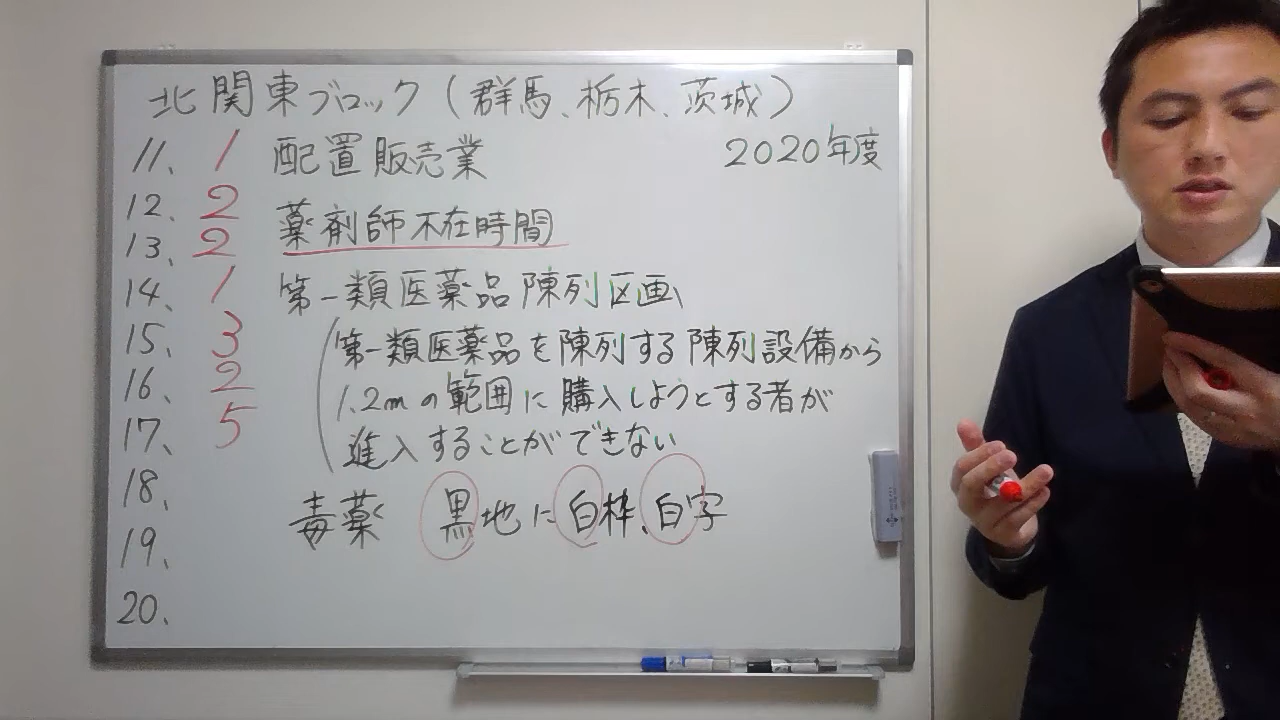 北関東ブロック(群馬、栃木、茨城)
2020年度
11、 1 配置販売業
12、 2 薬剤師不在時間
13、 2
14、 1 第一類医薬品陳列区画、
15、 3 第一類医薬品を陳列する陳列設備から
16、 2 1.2mの範囲に購入しようとする者が
17、 5 進入することができない
18、 毒薬 黒地に白枠、白字
19、
20、